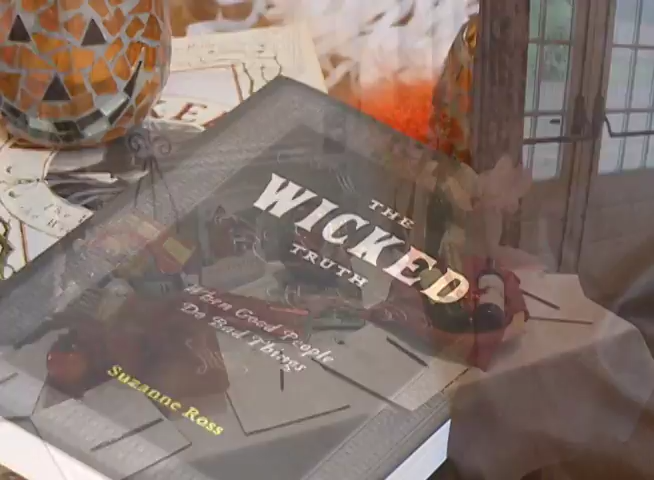 THE
WICKED
TRUTH
When Good People
Do Bad Things
Suzanne Ross